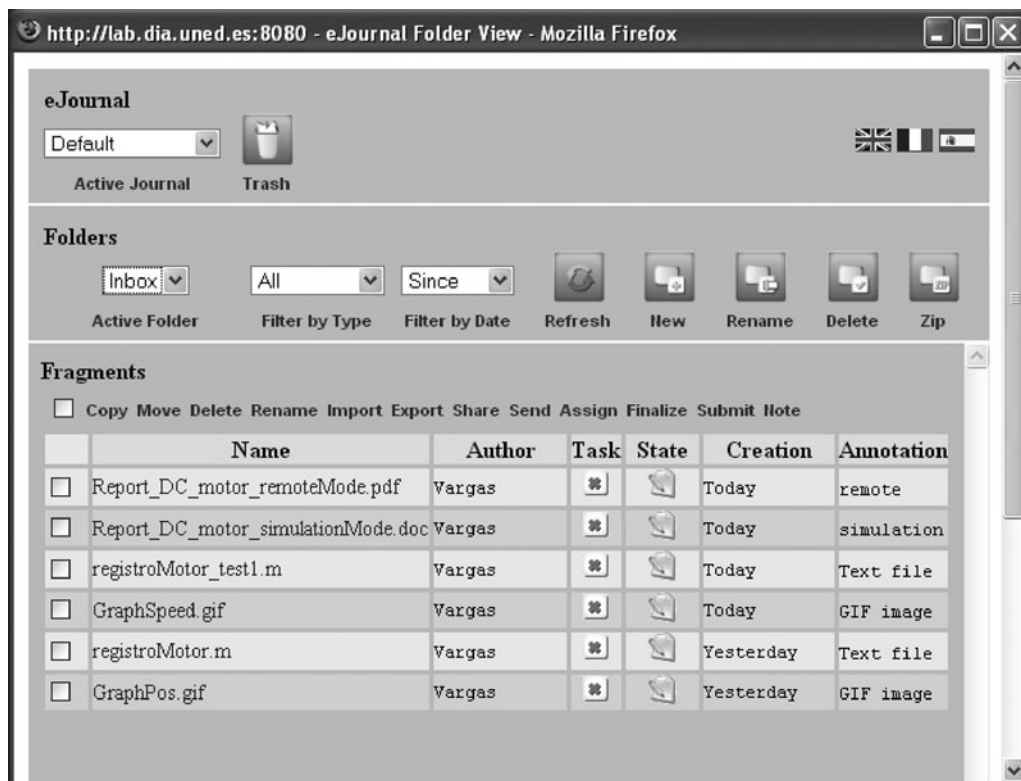 http://lab.dia.uned.es:8080 - eJournal Folder View - Mozilla Firefox
eJournal
Default
Active Journal Trash
Folders
Inbox All Since
Active Folder Filter by Type Filter by Date Refresh New Rename Delete Zip
Fragments
Copy Move Delete Rename Import Export Share Send Assign Finalize Submit Note
Name Author Task State Creation Annotation
Report_DC_motor_remoteMode.pdf Vargas Today remote
Report_DC_motor_simulationMode.doc Vargas Today simulation
registroMotor_test1.m Vargas Today Text file
GraphSpeed.gif Vargas Today GIF image
registroMotor.m Vargas Yesterday Text file
GraphPos.gif Vargas Yesterday GIF image